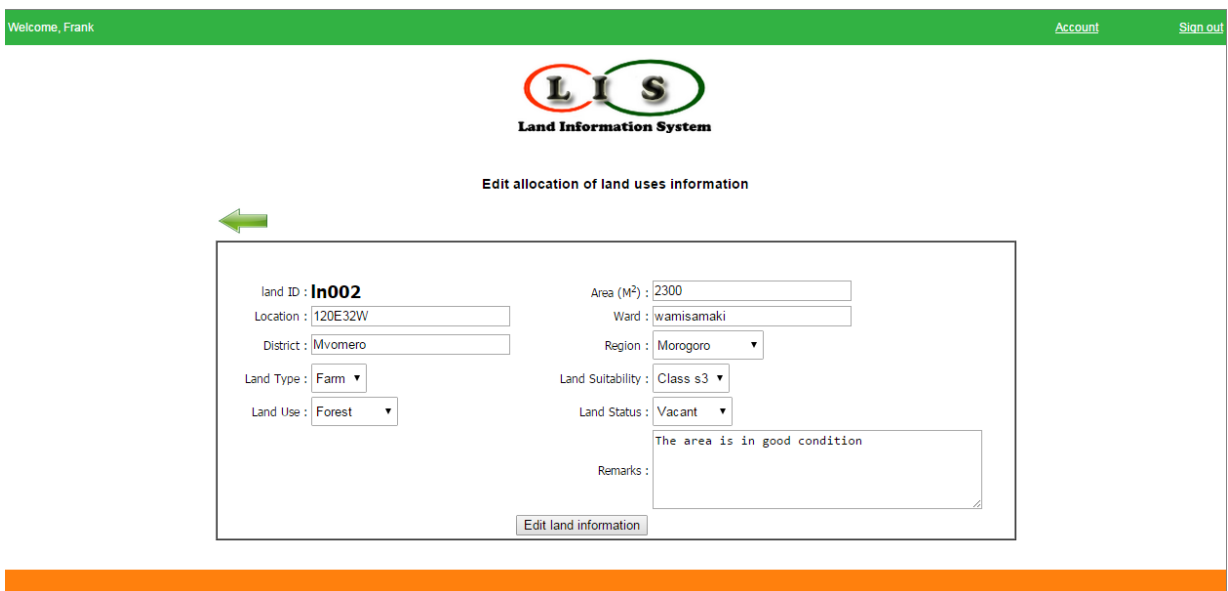 Welcome, Frank Account Sign out
L I S
Land Information System
Edit allocation of land uses information
land ID : ln002 Area (M²) : 2300
Location : 120E32W Ward : wamisamaki
District : Mvomero Region : Morogoro
Land Type : Farm Land Suitability : Class s3
Land Use : Forest Land Status : Vacant
The area is in good condition
Remarks :
Edit land information